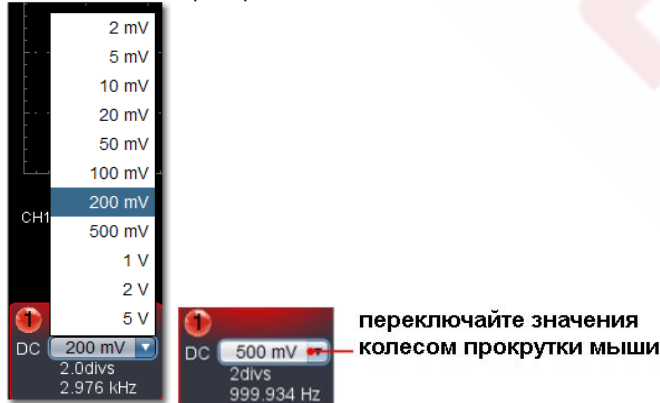 2 mV
5 mV
10 mV
20 mV
50 mV
100 mV
200 mV
CH1
500 mV
1 V
2 V
5 V
1
DC 200 mV
2.0divs
2.976 kHz
1
DC 500 mV
2divs
999.934 Hz
переключайте значения
колесом прокрутки мыши